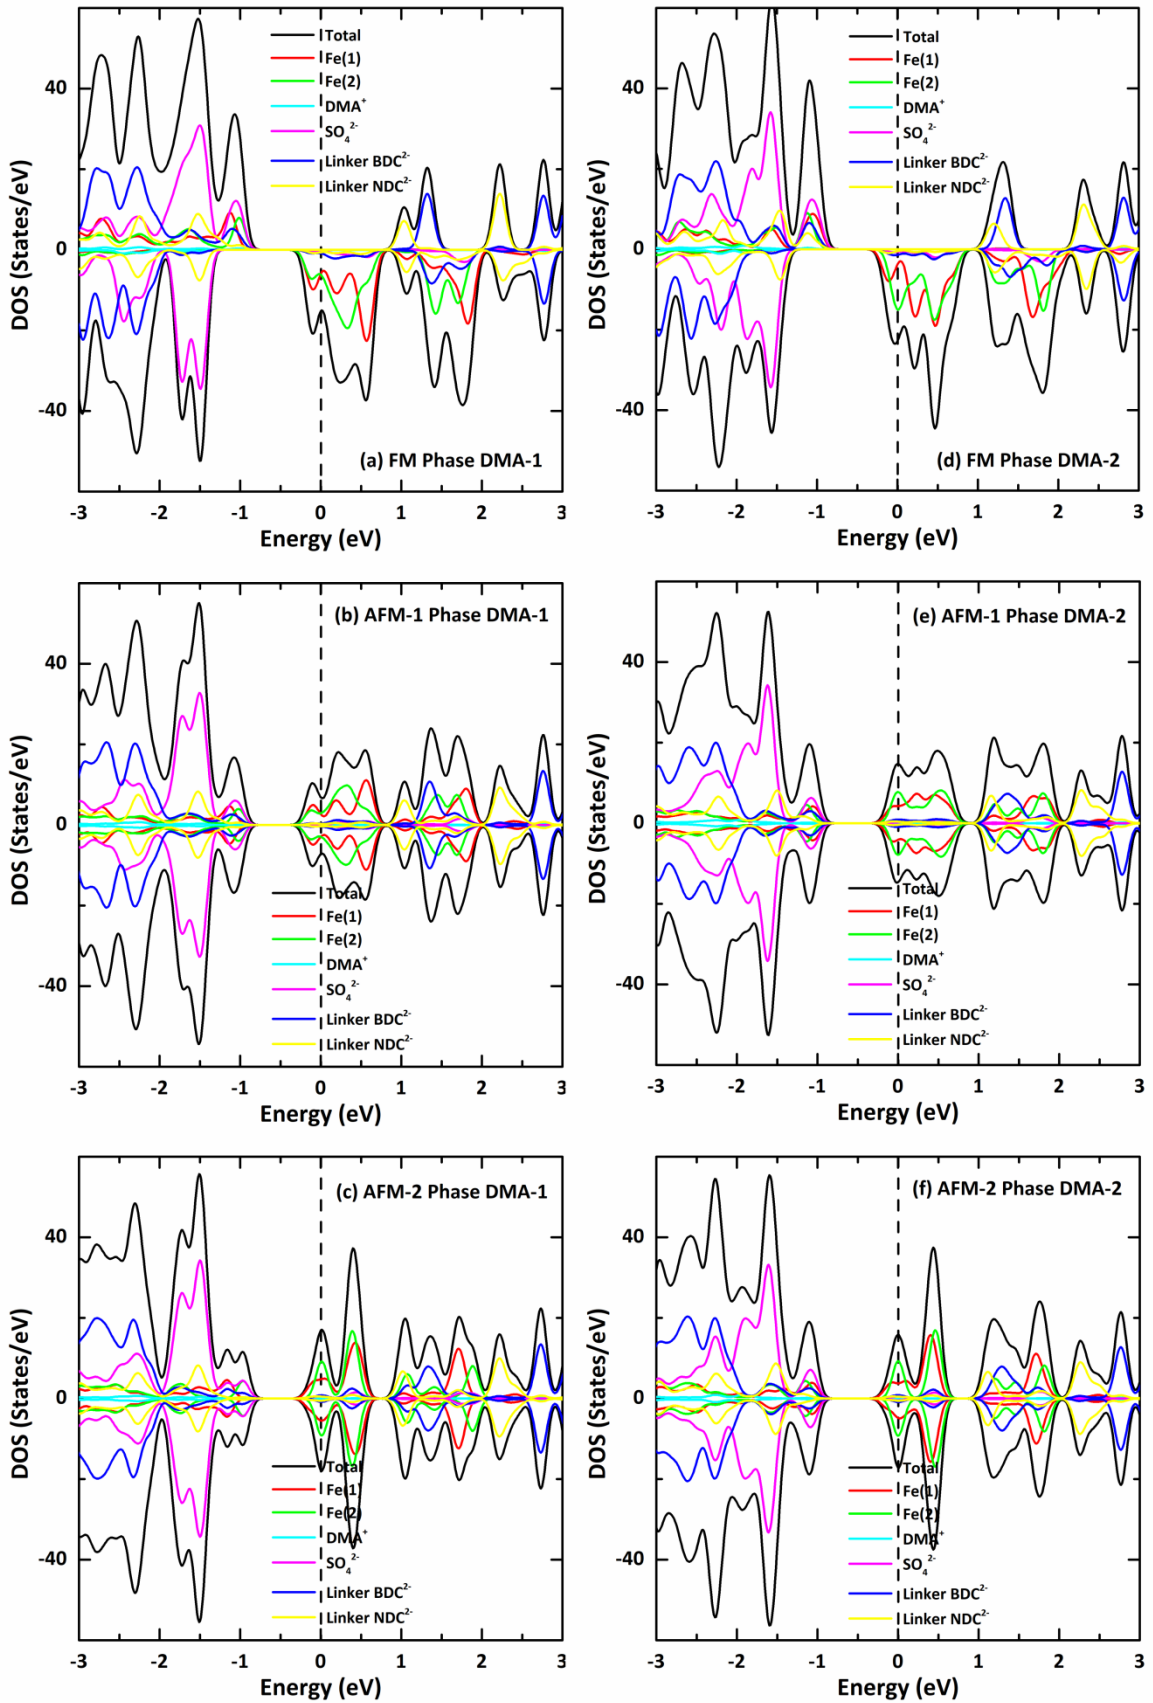 Total
Fe(1)
Fe(2)
DMA⁺
SO₄²⁻
Linker BDC²⁻
Linker NDC²⁻
40
0
-40
DOS (States/eV)
(a) FM Phase DMA-1
-3 -2 -1 0 1 2 3
Energy (eV)
Total
Fe(1)
Fe(2)
DMA⁺
SO₄²⁻
Linker BDC²⁻
Linker NDC²⁻
40
0
-40
DOS (States/eV)
(d) FM Phase DMA-2
-3 -2 -1 0 1 2 3
Energy (eV)
(b) AFM-1 Phase DMA-1
40
0
-40
DOS (States/eV)
Total
Fe(1)
Fe(2)
DMA⁺
SO₄²⁻
Linker BDC²⁻
Linker NDC²⁻
-3 -2 -1 0 1 2 3
Energy (eV)
(e) AFM-1 Phase DMA-2
40
0
-40
DOS (States/eV)
Total
Fe(1)
Fe(2)
DMA⁺
SO₄²⁻
Linker BDC²⁻
Linker NDC²⁻
-3 -2 -1 0 1 2 3
Energy (eV)
(c) AFM-2 Phase DMA-1
40
0
-40
DOS (States/eV)
Total
Fe(1)
Fe(2)
DMA⁺
SO₄²⁻
Linker BDC²⁻
Linker NDC²⁻
-3 -2 -1 0 1 2 3
Energy (eV)
(f) AFM-2 Phase DMA-2
40
0
-40
DOS (States/eV)
Total
Fe(1)
Fe(2)
DMA⁺
SO₄²⁻
Linker BDC²⁻
Linker NDC²⁻
-3 -2 -1 0 1 2 3
Energy (eV)